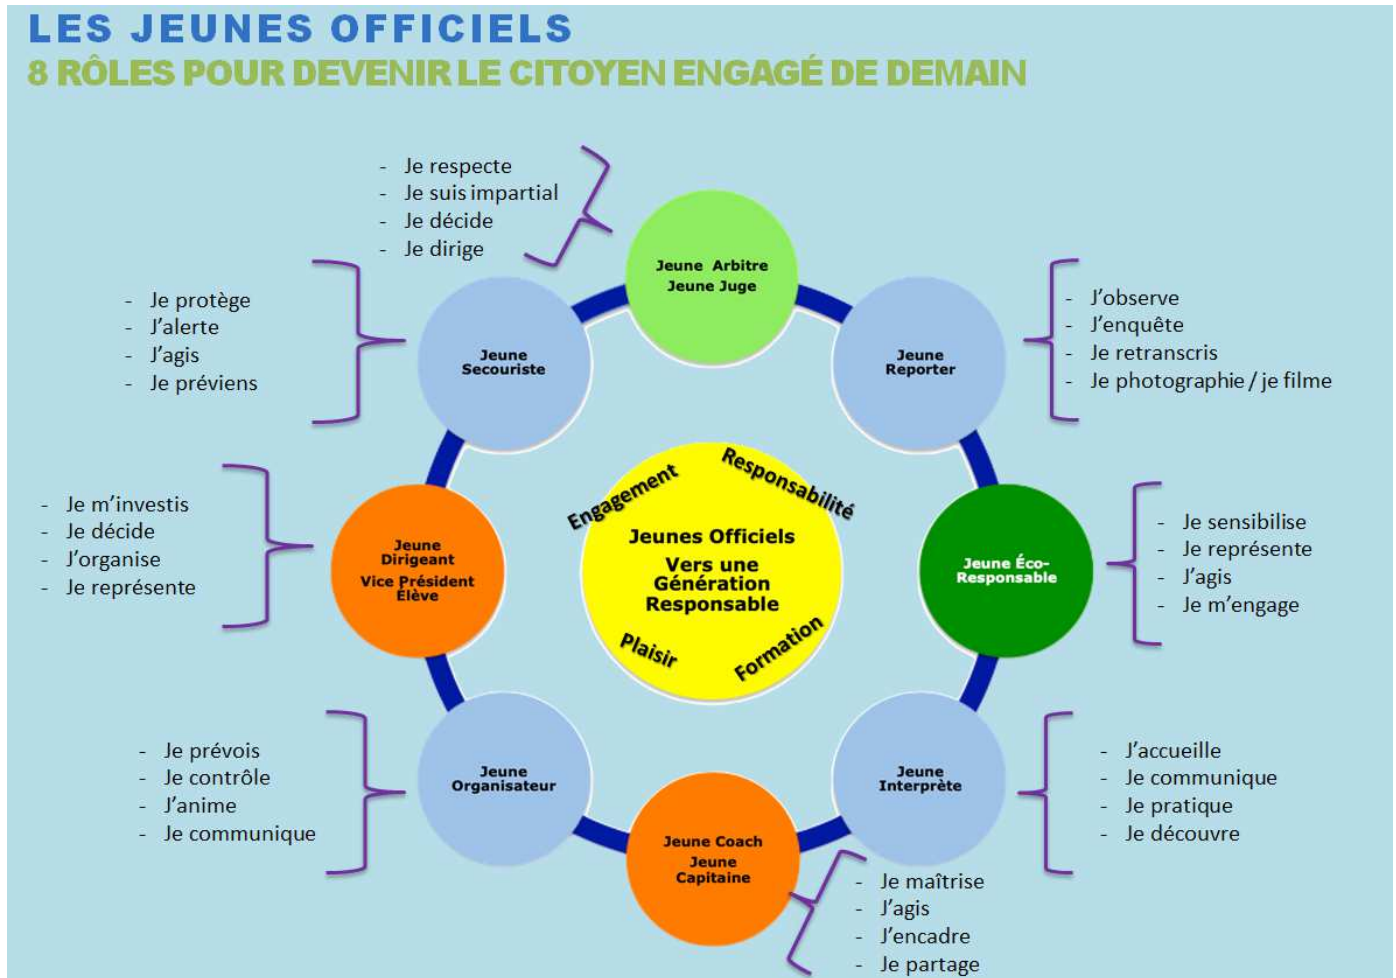 LES JEUNES OFFICIELS
8 RÔLES POUR DEVENIR LE CITOYEN ENGAGÉ DE DEMAIN
- Je respecte
- Je suis impartial
- Je décide
- Je dirige
Jeune Arbitre
Jeune Juge
- Je protège
- J'alerte
- J'agis
- Je préviens
Jeune
Secouriste
Jeune
Reporter
- J'observe
- J'enquête
- Je retranscris
- Je photographie / je filme
- Je m'investis
- Je décide
- J'organise
- Je représente
Jeune
Dirigeant
Vice Président
Élève
Engagement
Responsabilité
Jeunes Officiels
Vers une
Génération
Responsable
Plaisir
Formation
Jeune Éco-
Responsable
- Je sensibilise
- Je représente
- J'agis
- Je m'engage
- Je prévois
- Je contrôle
- J'anime
- Je communique
Jeune
Organisateur
Jeune
Interprète
- J'accueille
- Je communique
- Je pratique
- Je découvre
Jeune Coach
Jeune
Capitaine
- Je maîtrise
- J'agis
- J'encadre
- Je partage